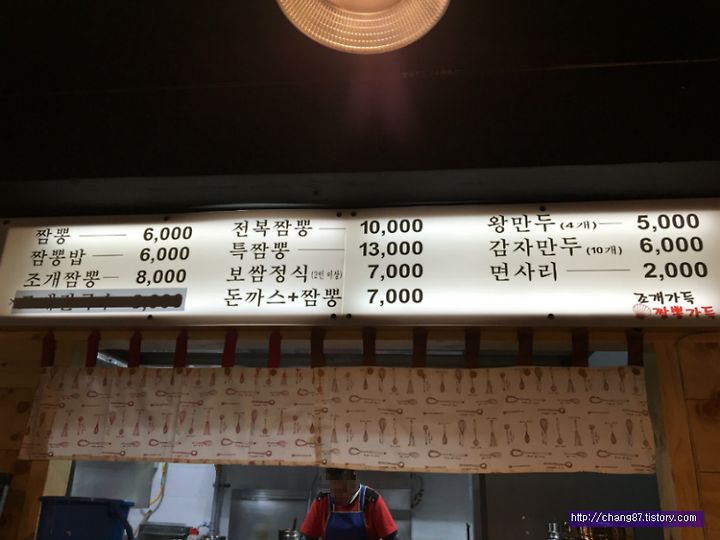 짬뽕 6,000
짬뽕밥 6,000
조개짬뽕 8,000
전복짬뽕 10,000
특짬뽕 13,000
보쌈정식(2인 이상) 7,000
돈까스+짬뽕 7,000
왕만두(4개) 5,000
감자만두(10개) 6,000
면사리 2,000
조개가득
짬뽕가득
http://chang87.tistory.com